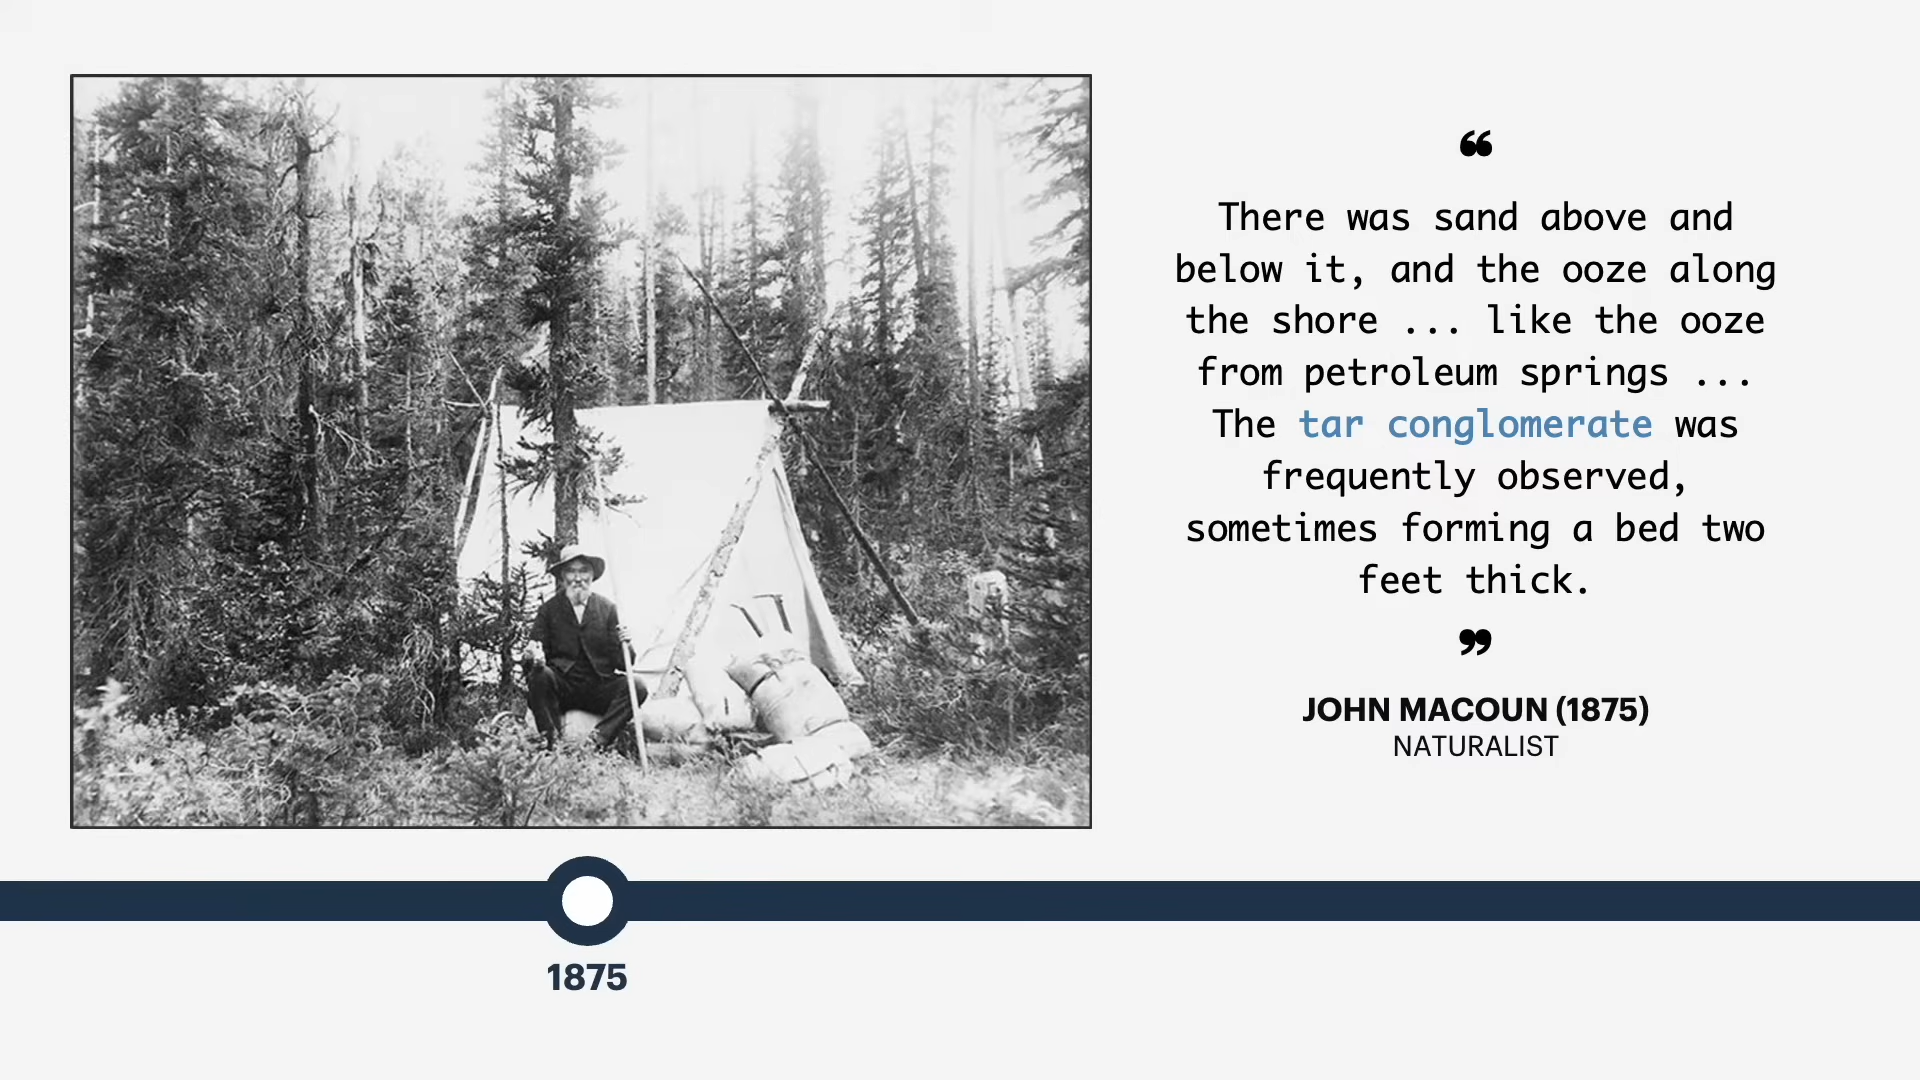 ❝
There was sand above and
below it, and the ooze along
the shore ... like the ooze
from petroleum springs ...
The tar conglomerate was
frequently observed,
sometimes forming a bed two
feet thick.
❞
JOHN MACOUN (1875)
NATURALIST
1875